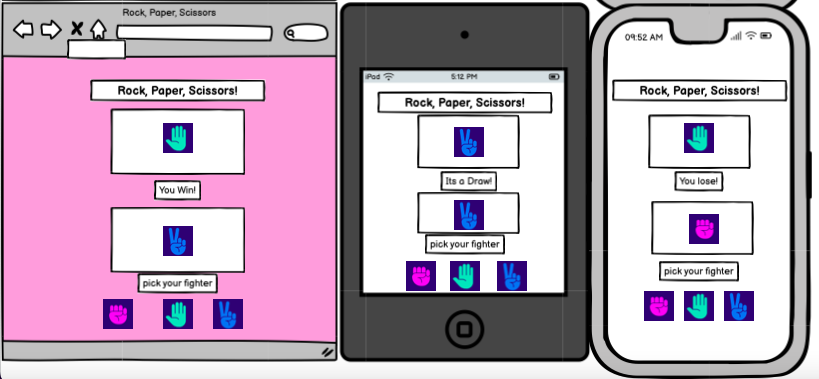 Rock, Paper, Scissors
Rock, Paper, Scissors!
You Win!
pick your fighter
iPad
5:12 PM
Rock, Paper, Scissors!
Its a Draw!
pick your fighter
09:52 AM
Rock, Paper, Scissors!
You lose!
pick your fighter